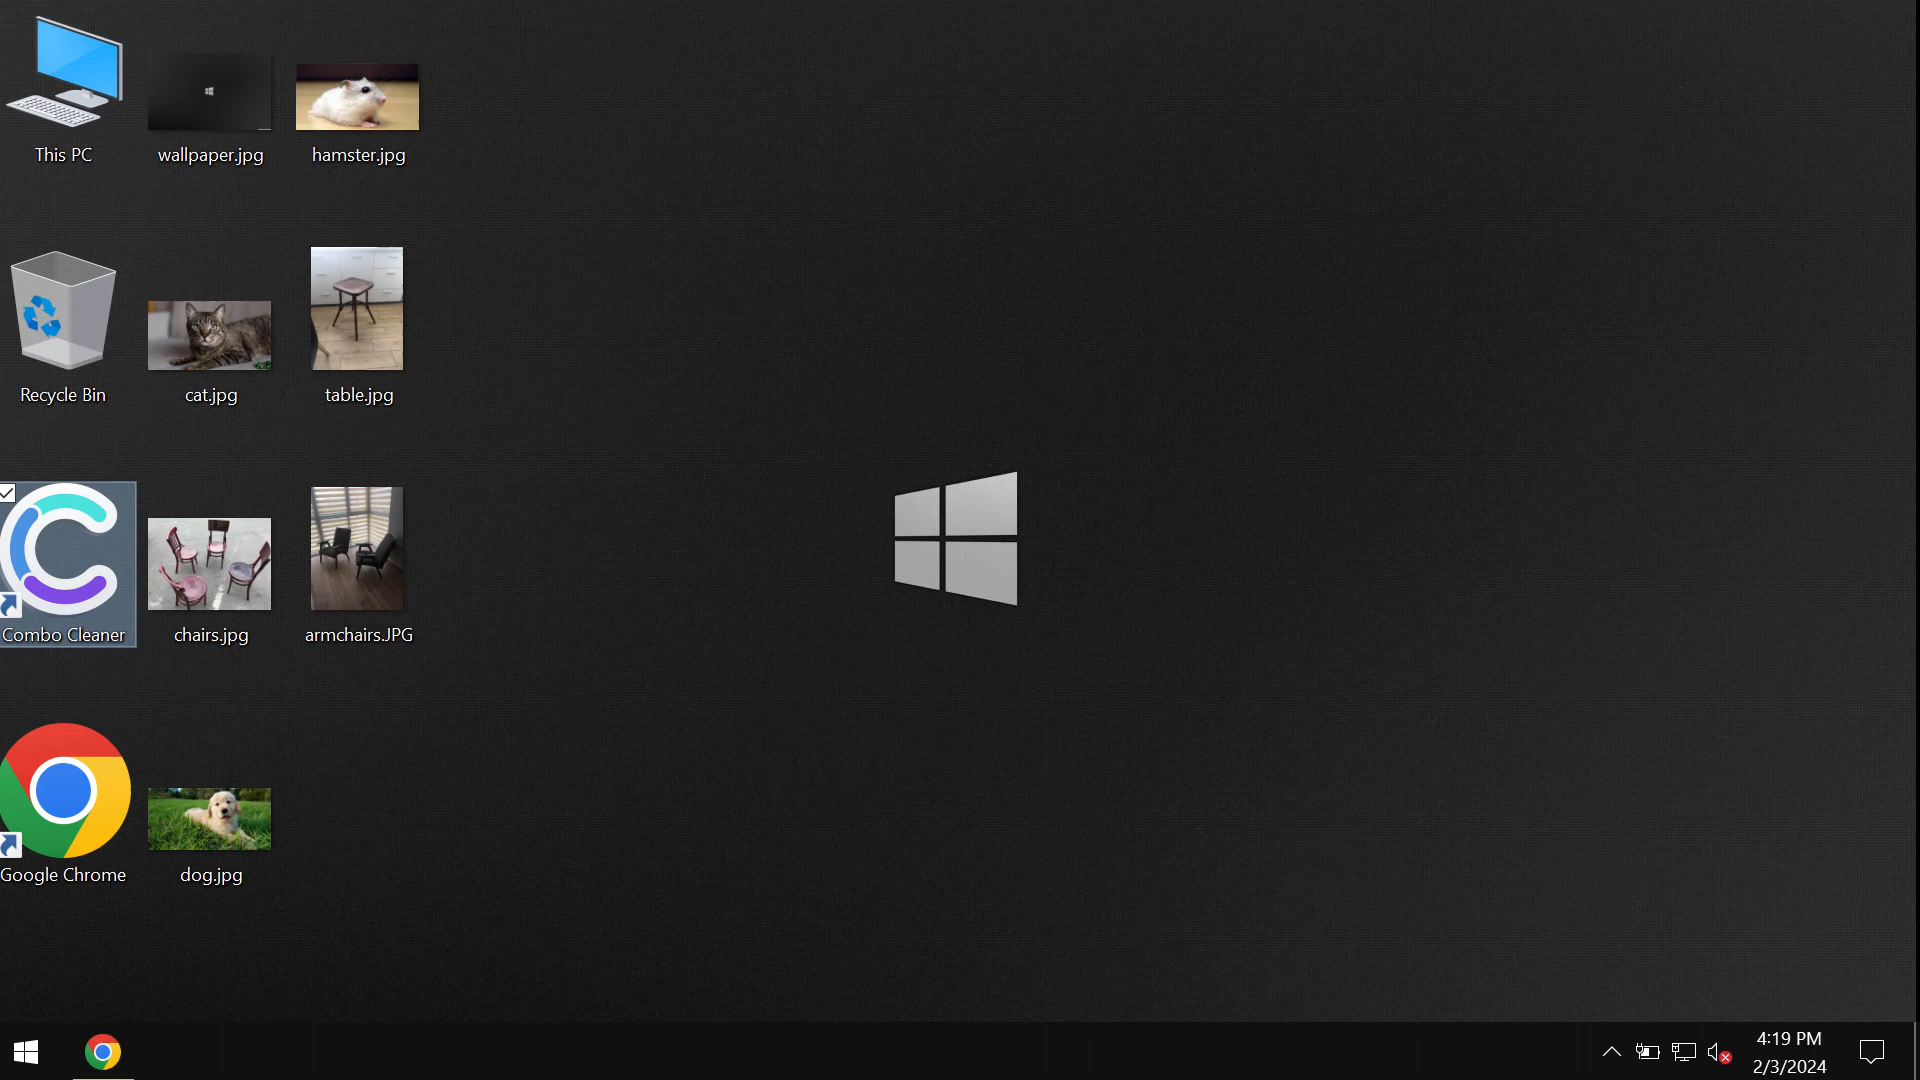 This PC
wallpaper.jpg
hamster.jpg
Recycle Bin
cat.jpg
table.jpg
Combo Cleaner
chairs.jpg
armchairs.JPG
Google Chrome
dog.jpg
4:19 PM
2/3/2024